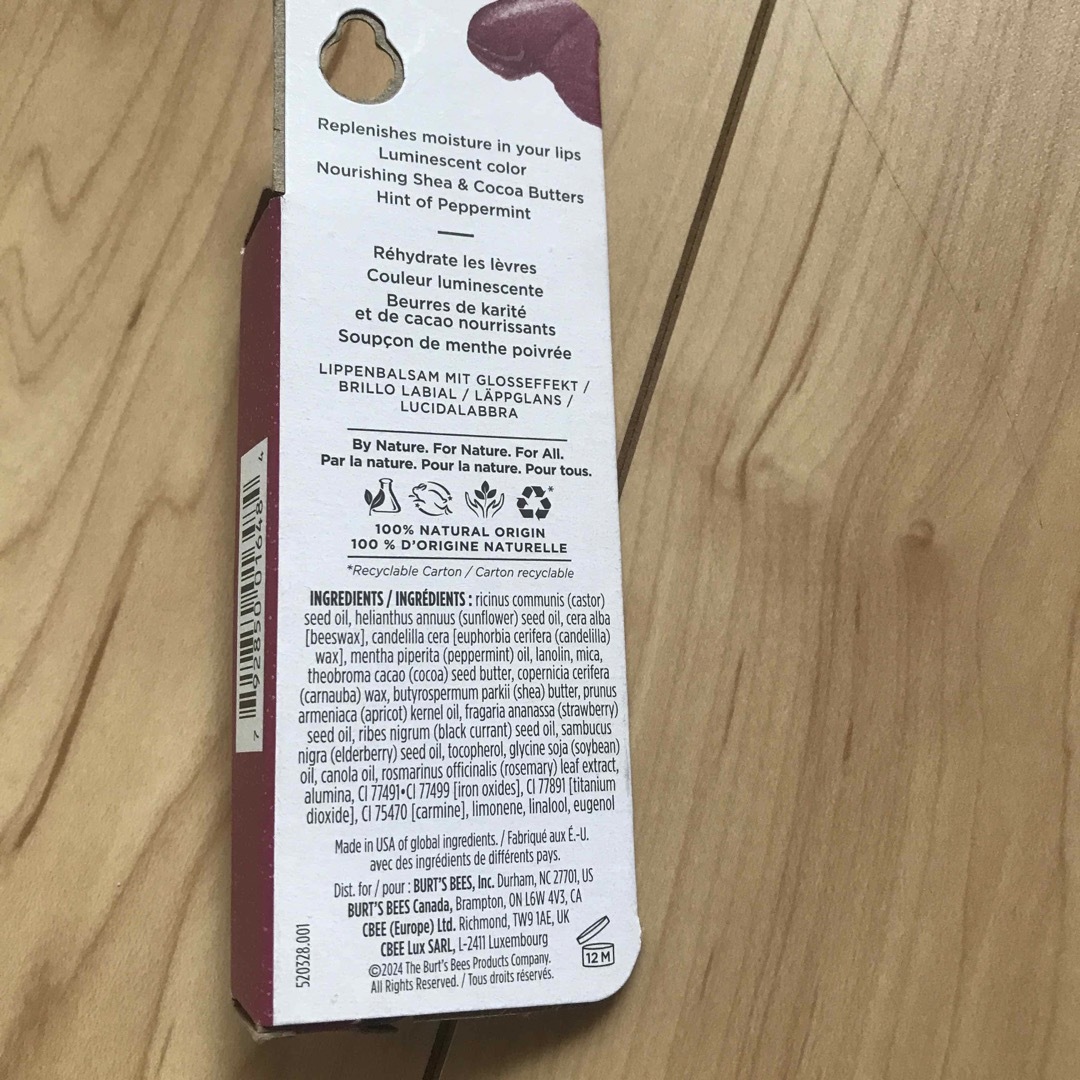 Replenishes moisture in your lips
Luminescent color
Nourishing Shea & Cocoa Butters
Hint of Peppermint
Réhydrate les lèvres
Couleur luminescente
Beurres de karité
et de cacao nourrissants
Soupçon de menthe poivrée
LIPPENBALSAM MIT GLOSSEFFEKT /
BRILLO LABIAL / LÄPPGLANS /
LUCIDALABBRA
By Nature. For Nature. For All.
Par la nature. Pour la nature. Pour tous.
*
100% NATURAL ORIGIN
100 % D'ORIGINE NATURELLE
*Recyclable Carton / Carton recyclable
INGREDIENTS / INGRÉDIENTS : ricinus communis (castor)
seed oil, helianthus annuus (sunflower) seed oil, cera alba
[beeswax], candelilla cera [euphorbia cerifera (candelilla)
wax], mentha piperita (peppermint) oil, lanolin, mica,
theobroma cacao (cocoa) seed butter, copernicia cerifera
(carnauba) wax, butyrospermum parkii (shea) butter, prunus
armeniaca (apricot) kernel oil, fragaria ananassa (strawberry)
seed oil, ribes nigrum (black currant) seed oil, sambucus
nigra (elderberry) seed oil, tocopherol, glycine soja (soybean)
oil, canola oil, rosmarinus officinalis (rosemary) leaf extract,
alumina, CI 77491•CI 77499 [iron oxides], CI 77891 [titanium
dioxide], CI 75470 [carmine], limonene, linalool, eugenol
Made in USA of global ingredients. / Fabriqué aux É.-U.
avec des ingrédients de différents pays.
Dist. for / pour : BURT'S BEES, Inc. Durham, NC 27701, US
BURT'S BEES Canada, Brampton, ON L6W 4V3, CA
CBEE (Europe) Ltd. Richmond, TW9 1AE, UK
CBEE Lux SARL, L-2411 Luxembourg
©2024 The Burt's Bees Products Company.
All Rights Reserved. / Tous droits réservés.
12 M
520328.001
7 92850 01648 4